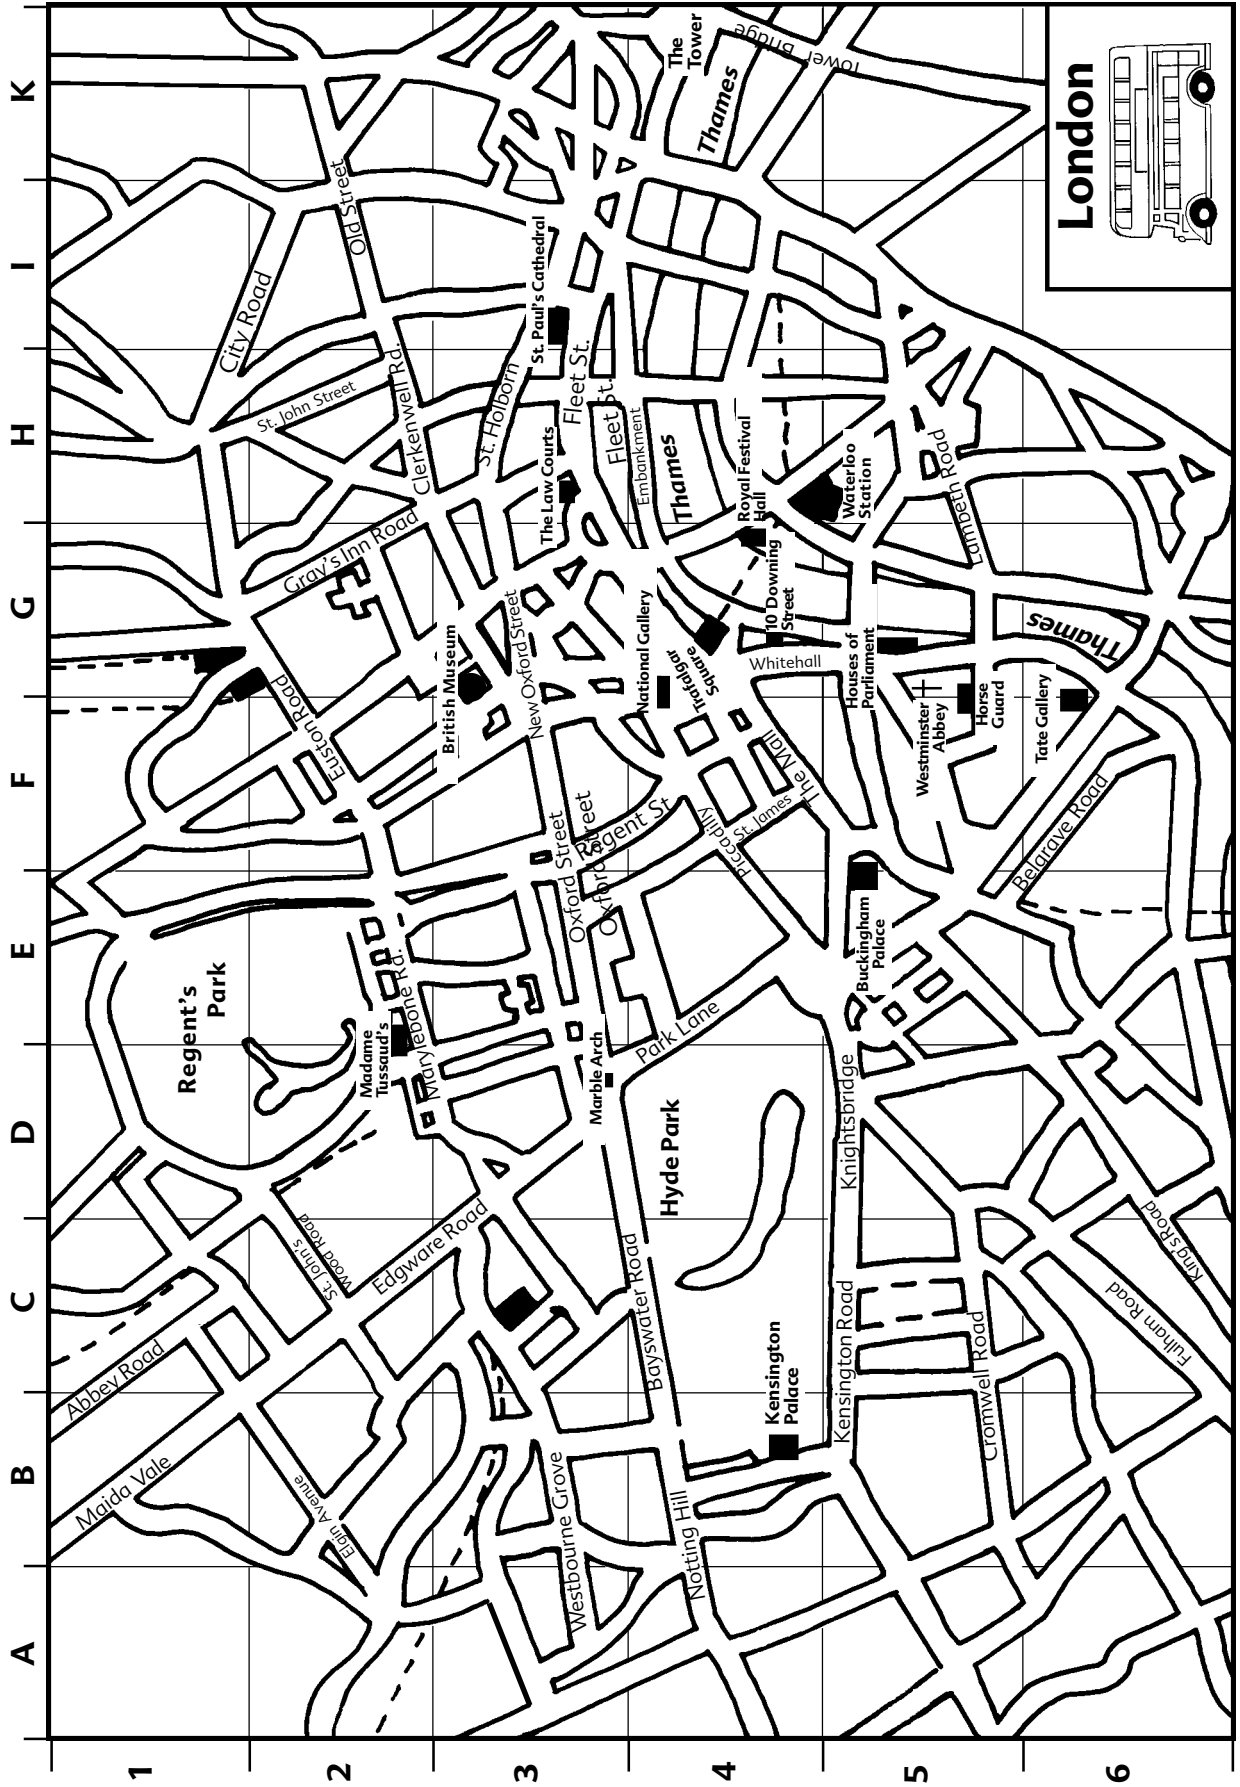 A
B
C
D
E
F
G
H
I
K
1
2
3
4
5
6
London
Maida Vale
Abbey Road
Elgin Avenue
St. John's
Wood Road
Edgware Road
Regent's
Park
Madame
Tussaud's
Marylebone Rd.
Euston Road
Gray's Inn Road
St. John Street
City Road
Old Street
Clerkenwell Rd.
British Museum
New Oxford Street
St. Holborn
The Law Courts
St. Paul's Cathedral
Fleet St.
Fleet St.
Embankment
Thames
Thames
The
Tower
Tower Bridge
Westbourne Grove
Notting Hill
Bayswater Road
Marble Arch
Oxford Street
Oxford Street
Regent St
Park Lane
Hyde Park
Piccadilly
St. James
The Mall
National Gallery
Trafalgar
Square
Whitehall
10 Downing
Street
Royal Festival
Hall
Waterloo
Station
Kensington
Palace
Kensington Road
Knightsbridge
Buckingham
Palace
Houses of
Parliament
Westminster
Abbey
Horse
Guard
Lambeth Road
Tate Gallery
Thames
Belgrave Road
Cromwell Road
Fulham Road
King's Road